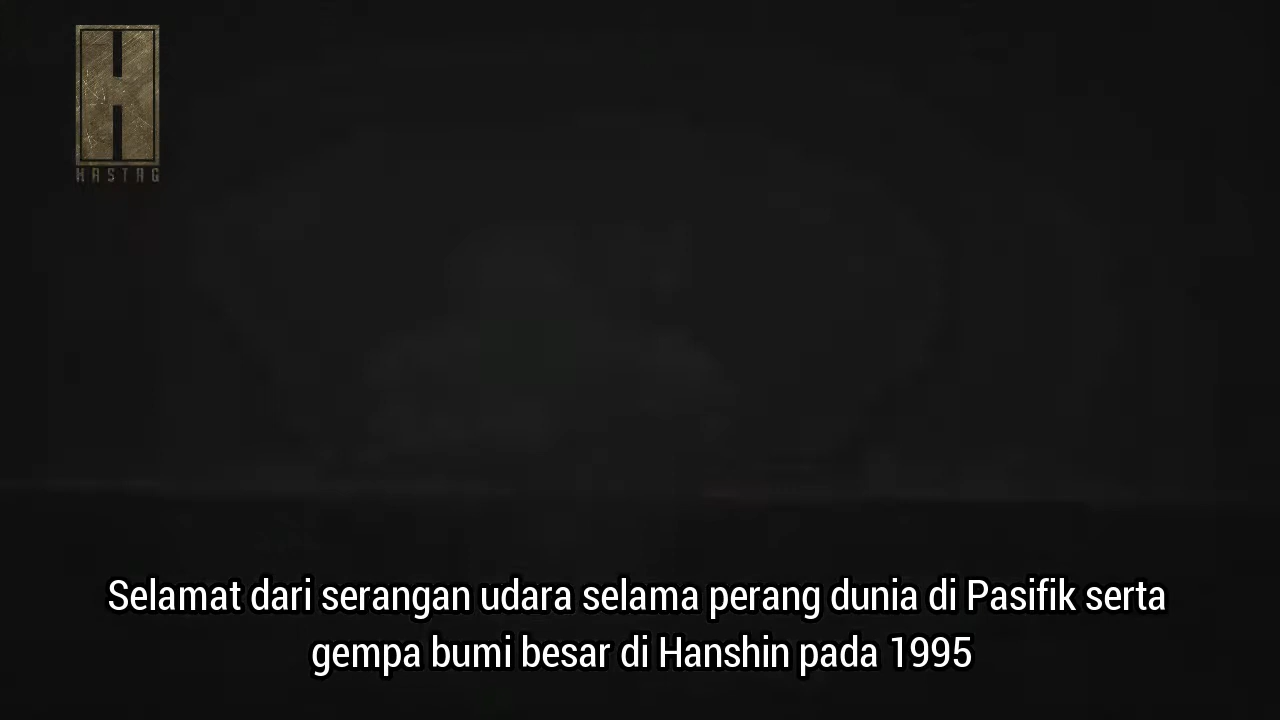 H
HASTAG
Selamat dari serangan udara selama perang dunia di Pasifik serta
gempa bumi besar di Hanshin pada 1995